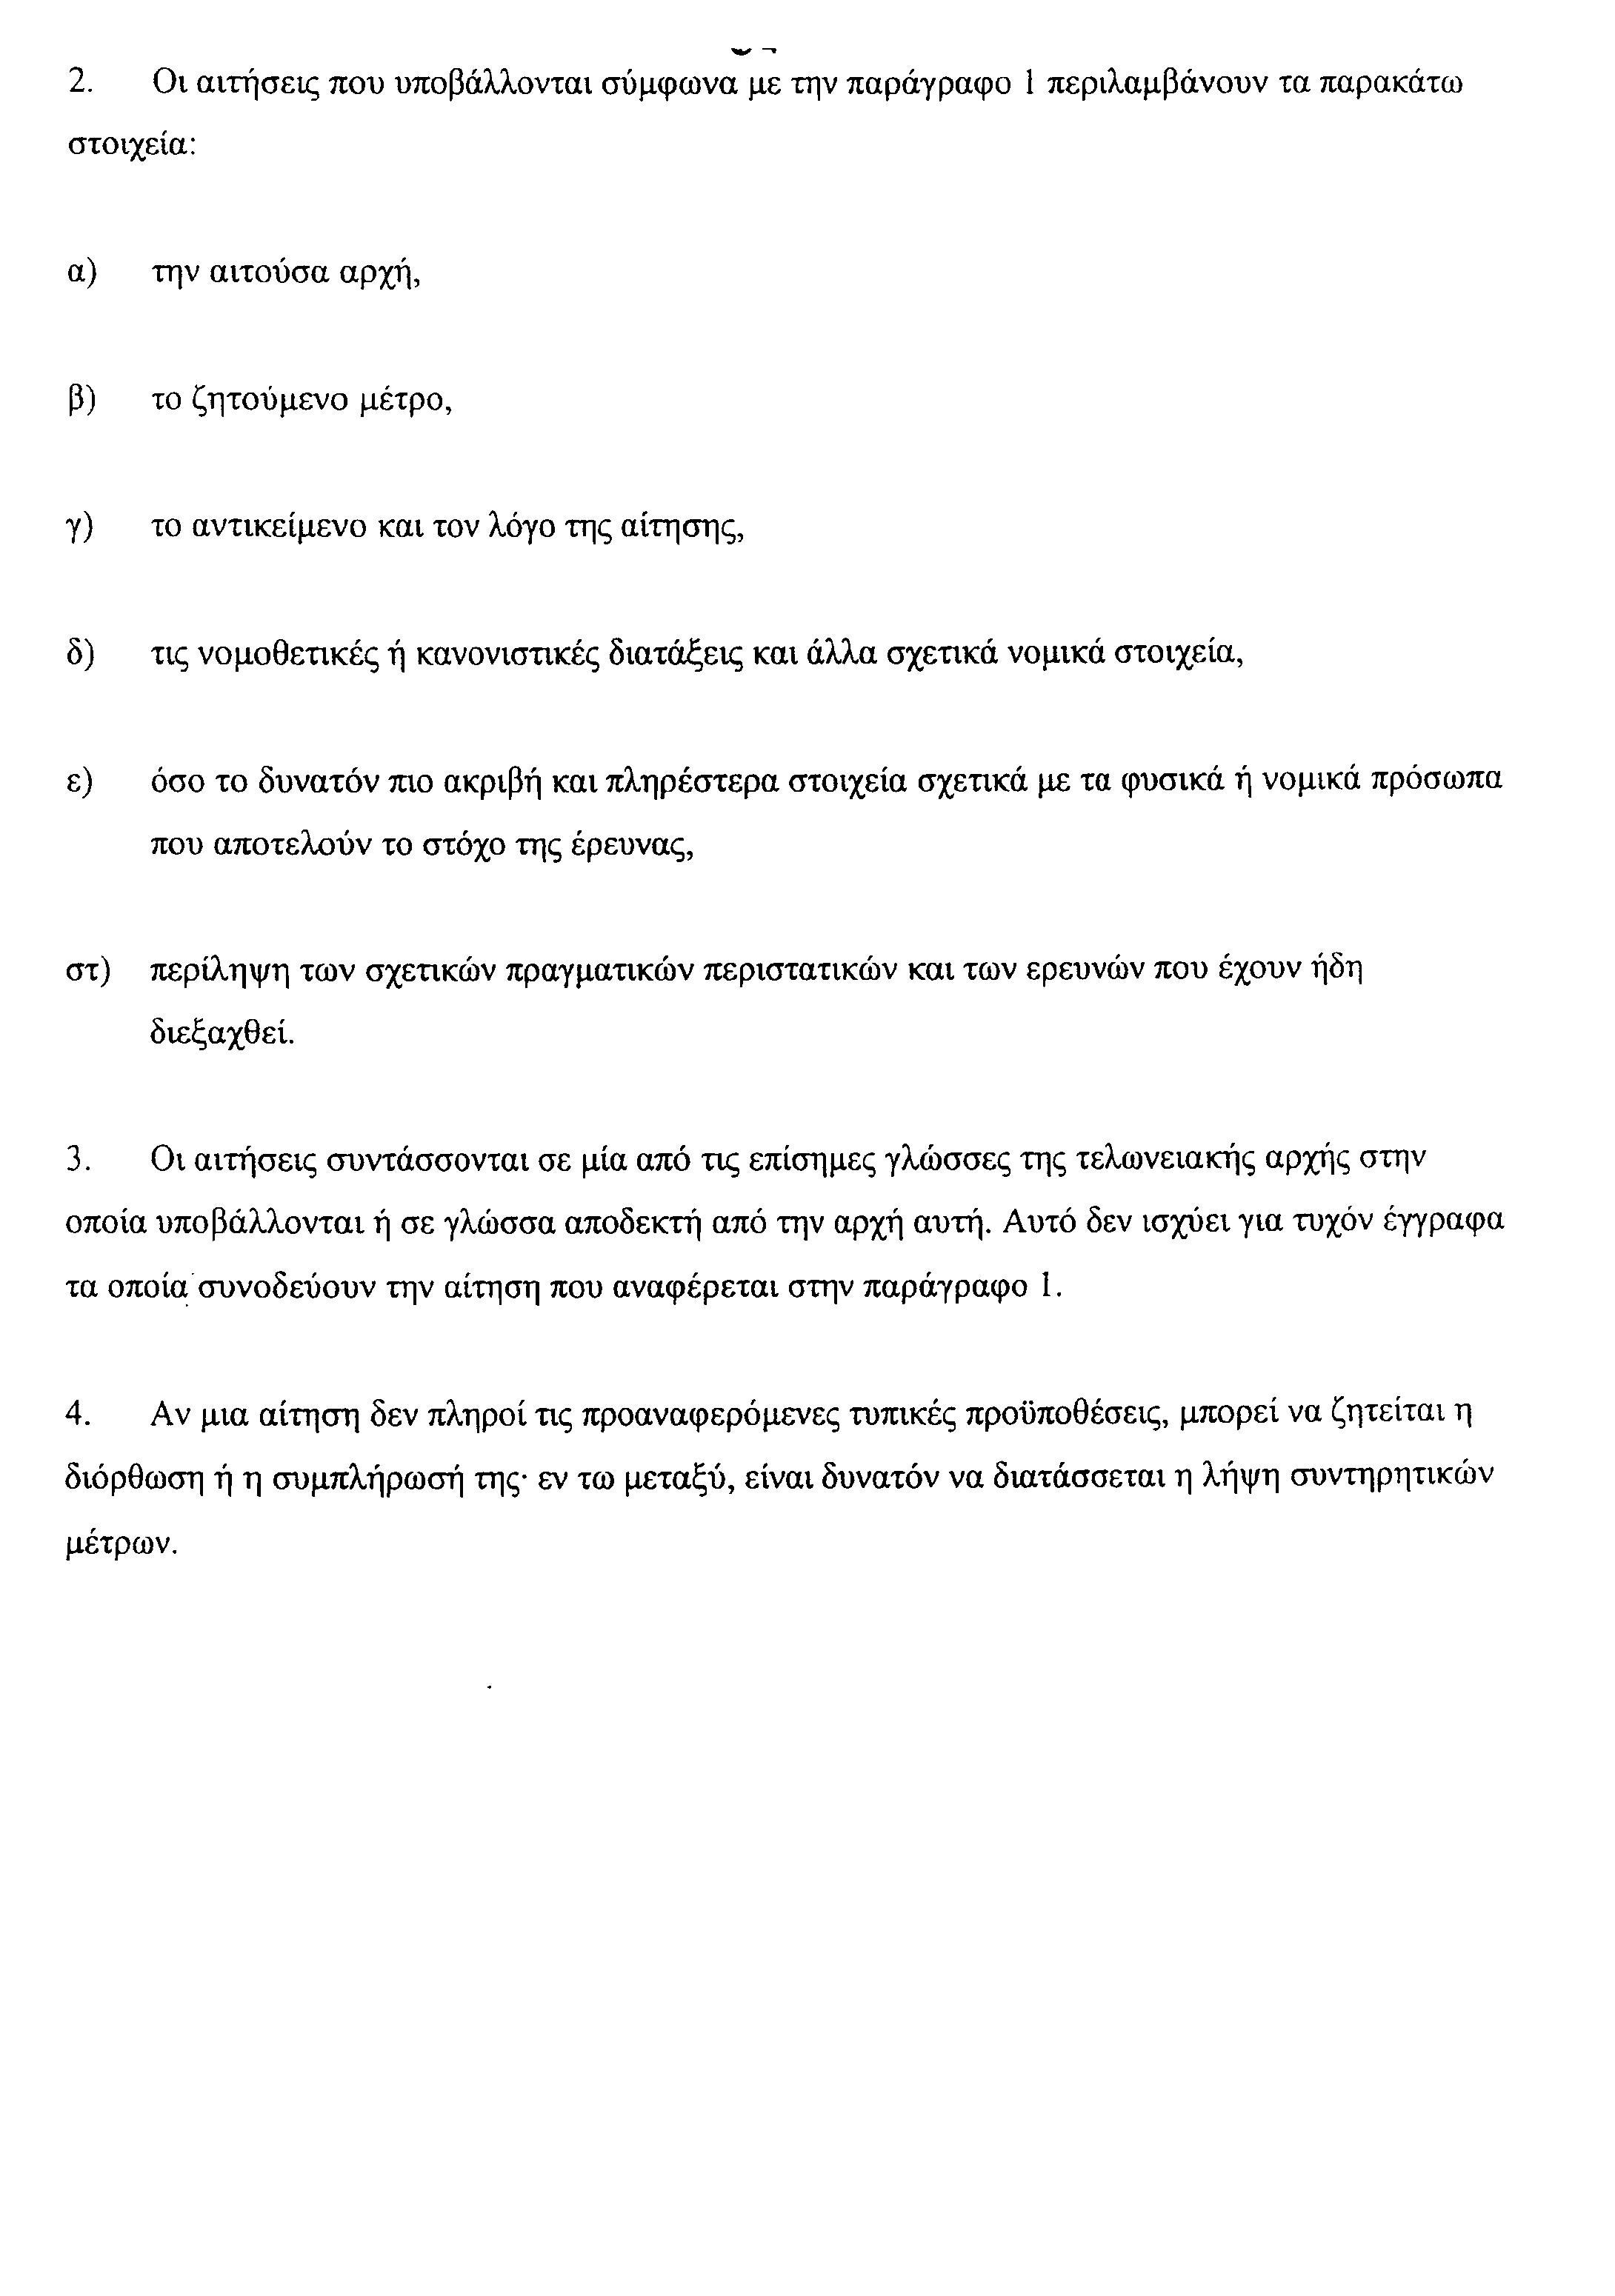 2. Οι αιτήσεις που υποβάλλονται σύμφωνα με την παράγραφο 1 περιλαμβάνουν τα παρακάτω
στοιχεία:
α) την αιτούσα αρχή,
β) το ζητούμενο μέτρο,
γ) το αντικείμενο και τον λόγο της αίτησης,
δ) τις νομοθετικές ή κανονιστικές διατάξεις και άλλα σχετικά νομικά στοιχεία,
ε) όσο το δυνατόν πιο ακριβή και πληρέστερα στοιχεία σχετικά με τα φυσικά ή νομικά πρόσωπα
που αποτελούν το στόχο της έρευνας,
στ) περίληψη των σχετικών πραγματικών περιστατικών και των ερευνών που έχουν ήδη
διεξαχθεί.
3. Οι αιτήσεις συντάσσονται σε μία από τις επίσημες γλώσσες της τελωνειακής αρχής στην
οποία υποβάλλονται ή σε γλώσσα αποδεκτή από την αρχή αυτή. Αυτό δεν ισχύει για τυχόν έγγραφα
τα οποία συνοδεύουν την αίτηση που αναφέρεται στην παράγραφο 1.
4. Αν μια αίτηση δεν πληροί τις προαναφερόμενες τυπικές προϋποθέσεις, μπορεί να ζητείται η
διόρθωση ή η συμπλήρωσή της· εν τω μεταξύ, είναι δυνατόν να διατάσσεται η λήψη συντηρητικών
μέτρων.